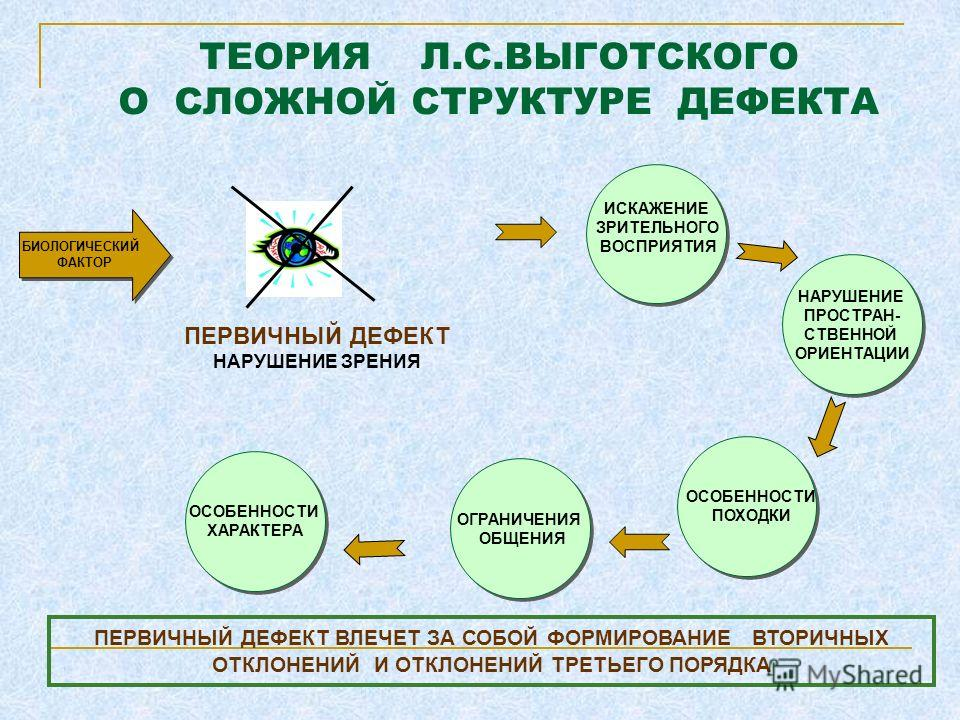 ТЕОРИЯ Л.С.ВЫГОТСКОГО
О СЛОЖНОЙ СТРУКТУРЕ ДЕФЕКТА
БИОЛОГИЧЕСКИЙ
ФАКТОР
ПЕРВИЧНЫЙ ДЕФЕКТ
НАРУШЕНИЕ ЗРЕНИЯ
ИСКАЖЕНИЕ
ЗРИТЕЛЬНОГО
ВОСПРИЯТИЯ
НАРУШЕНИЕ
ПРОСТРАН-
СТВЕННОЙ
ОРИЕНТАЦИИ
ОСОБЕННОСТИ
ПОХОДКИ
ОГРАНИЧЕНИЯ
ОБЩЕНИЯ
ОСОБЕННОСТИ
ХАРАКТЕРА
ПЕРВИЧНЫЙ ДЕФЕКТ ВЛЕЧЕТ ЗА СОБОЙ ФОРМИРОВАНИЕ ВТОРИЧНЫХ
ОТКЛОНЕНИЙ И ОТКЛОНЕНИЙ ТРЕТЬЕГО ПОРЯДКА
MyShared